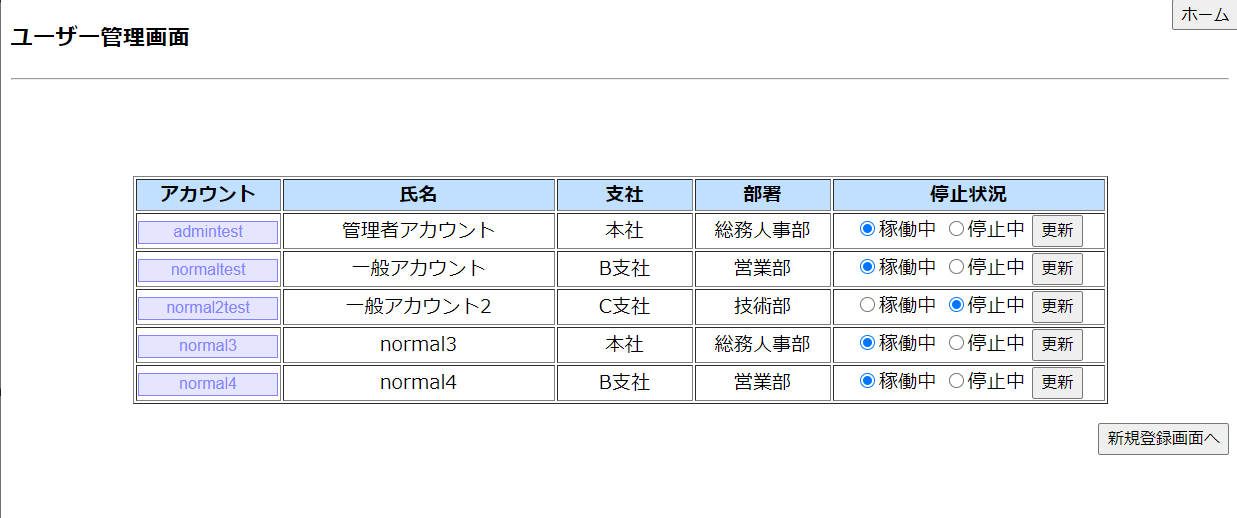 ホーム
ユーザー管理画面
アカウント 氏名 支社 部署 停止状況
admintest 管理者アカウント 本社 総務人事部 稼働中 停止中 更新
normaltest 一般アカウント B支社 営業部 稼働中 停止中 更新
normal2test 一般アカウント2 C支社 技術部 稼働中 停止中 更新
normal3 normal3 本社 総務人事部 稼働中 停止中 更新
normal4 normal4 B支社 営業部 稼働中 停止中 更新
新規登録画面へ